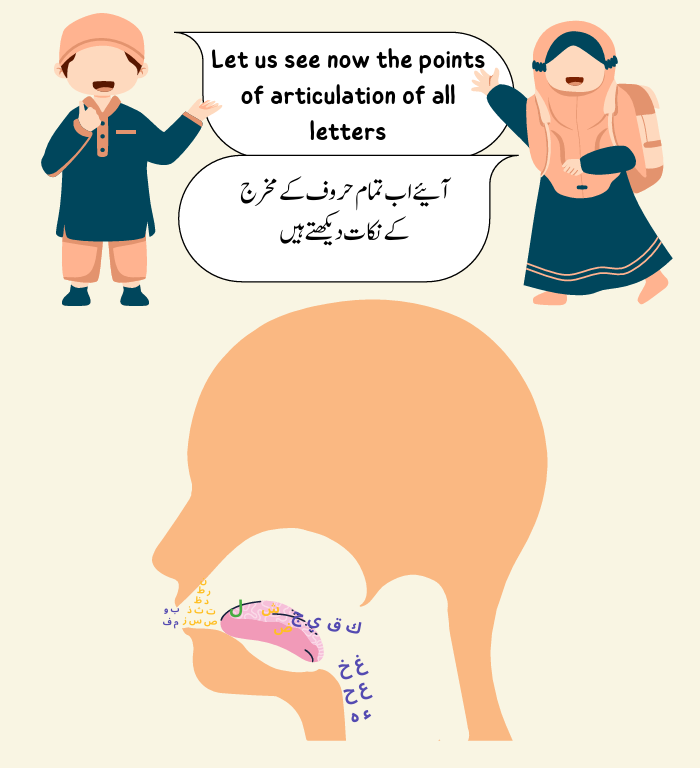 Let us see now the points
of articulation of all
letters
آیئے اب تمام حروف کے مخرج
کے نکات دیکھتے ہیں
ن
ر ط
د ظ
ت ث ذ
ص س ز
ب و
م ف
ل
ش
ض
ج
ي
ك ق
غ خ
ع ح
ء ه